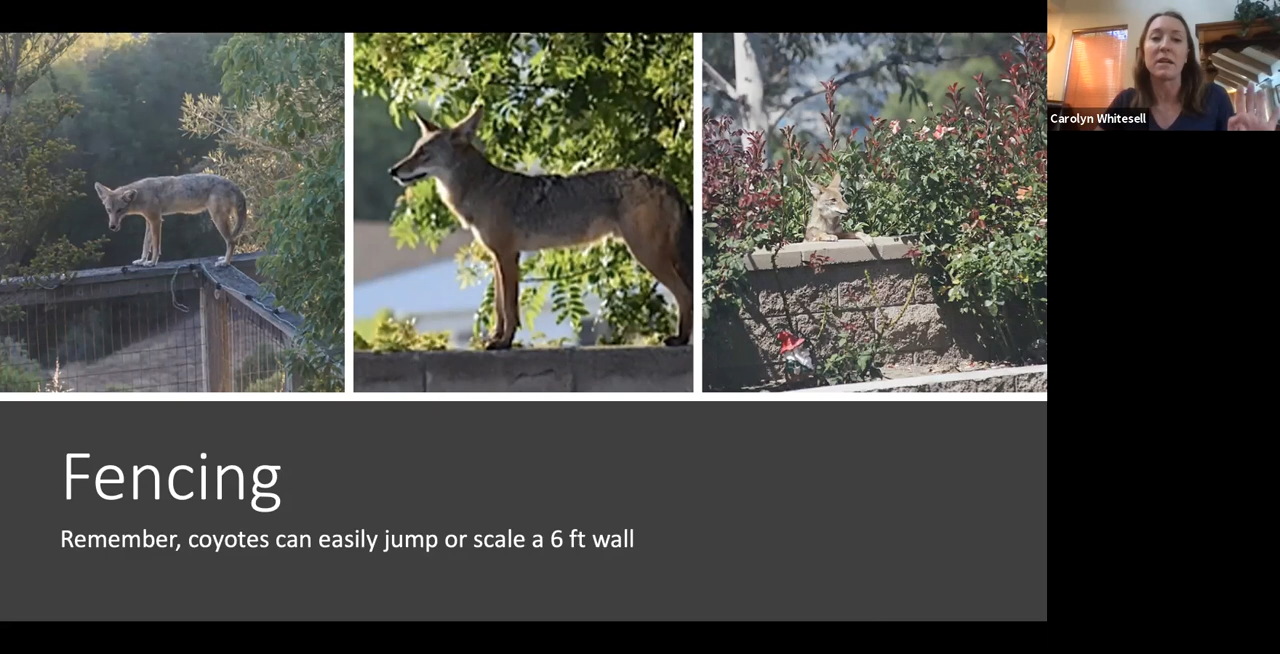 Carolyn Whitesell
Fencing
Remember, coyotes can easily jump or scale a 6 ft wall